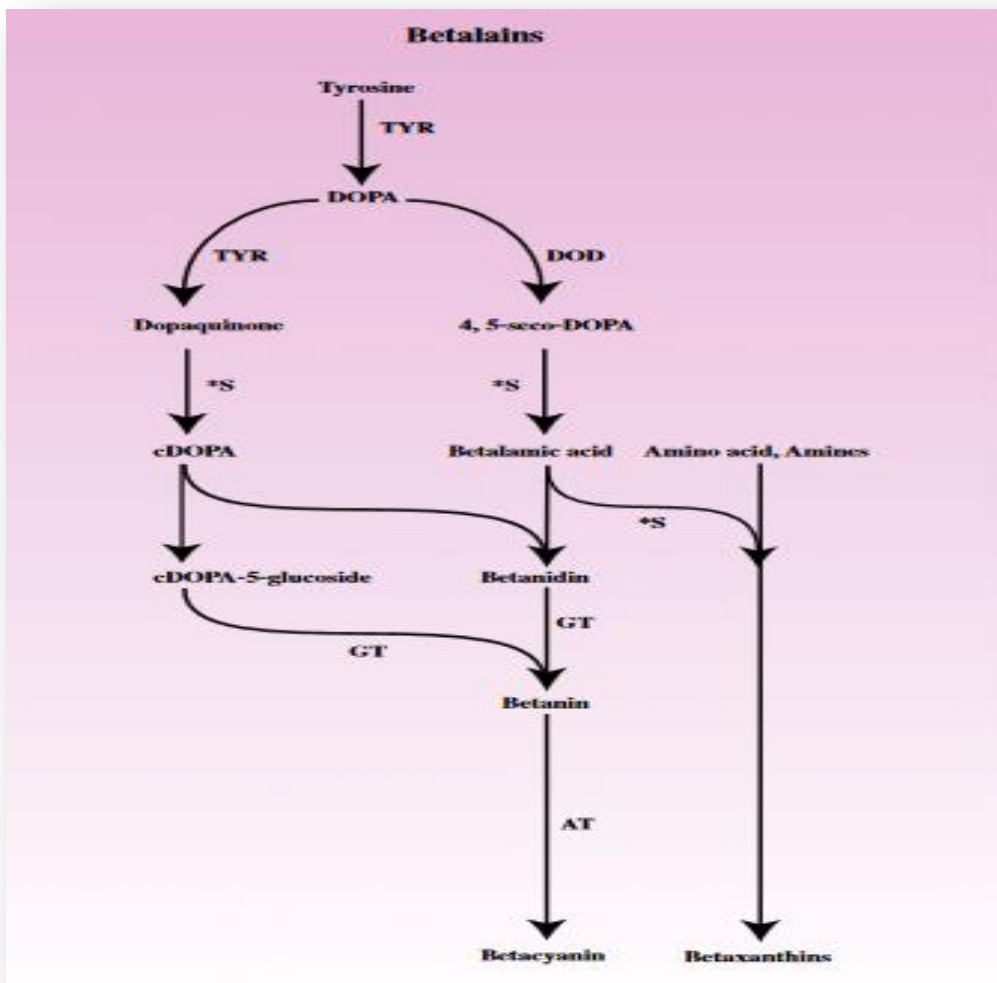 Betalains
Tyrosine
TYR
DOPA
TYR
DOD
Dopaquinone
4, 5-seco-DOPA
*S
*S
cDOPA
Betalamic acid
Amino acid, Amines
*S
cDOPA-5-glucoside
Betanidin
GT
GT
Betanin
AT
Betacyanin
Betaxanthins